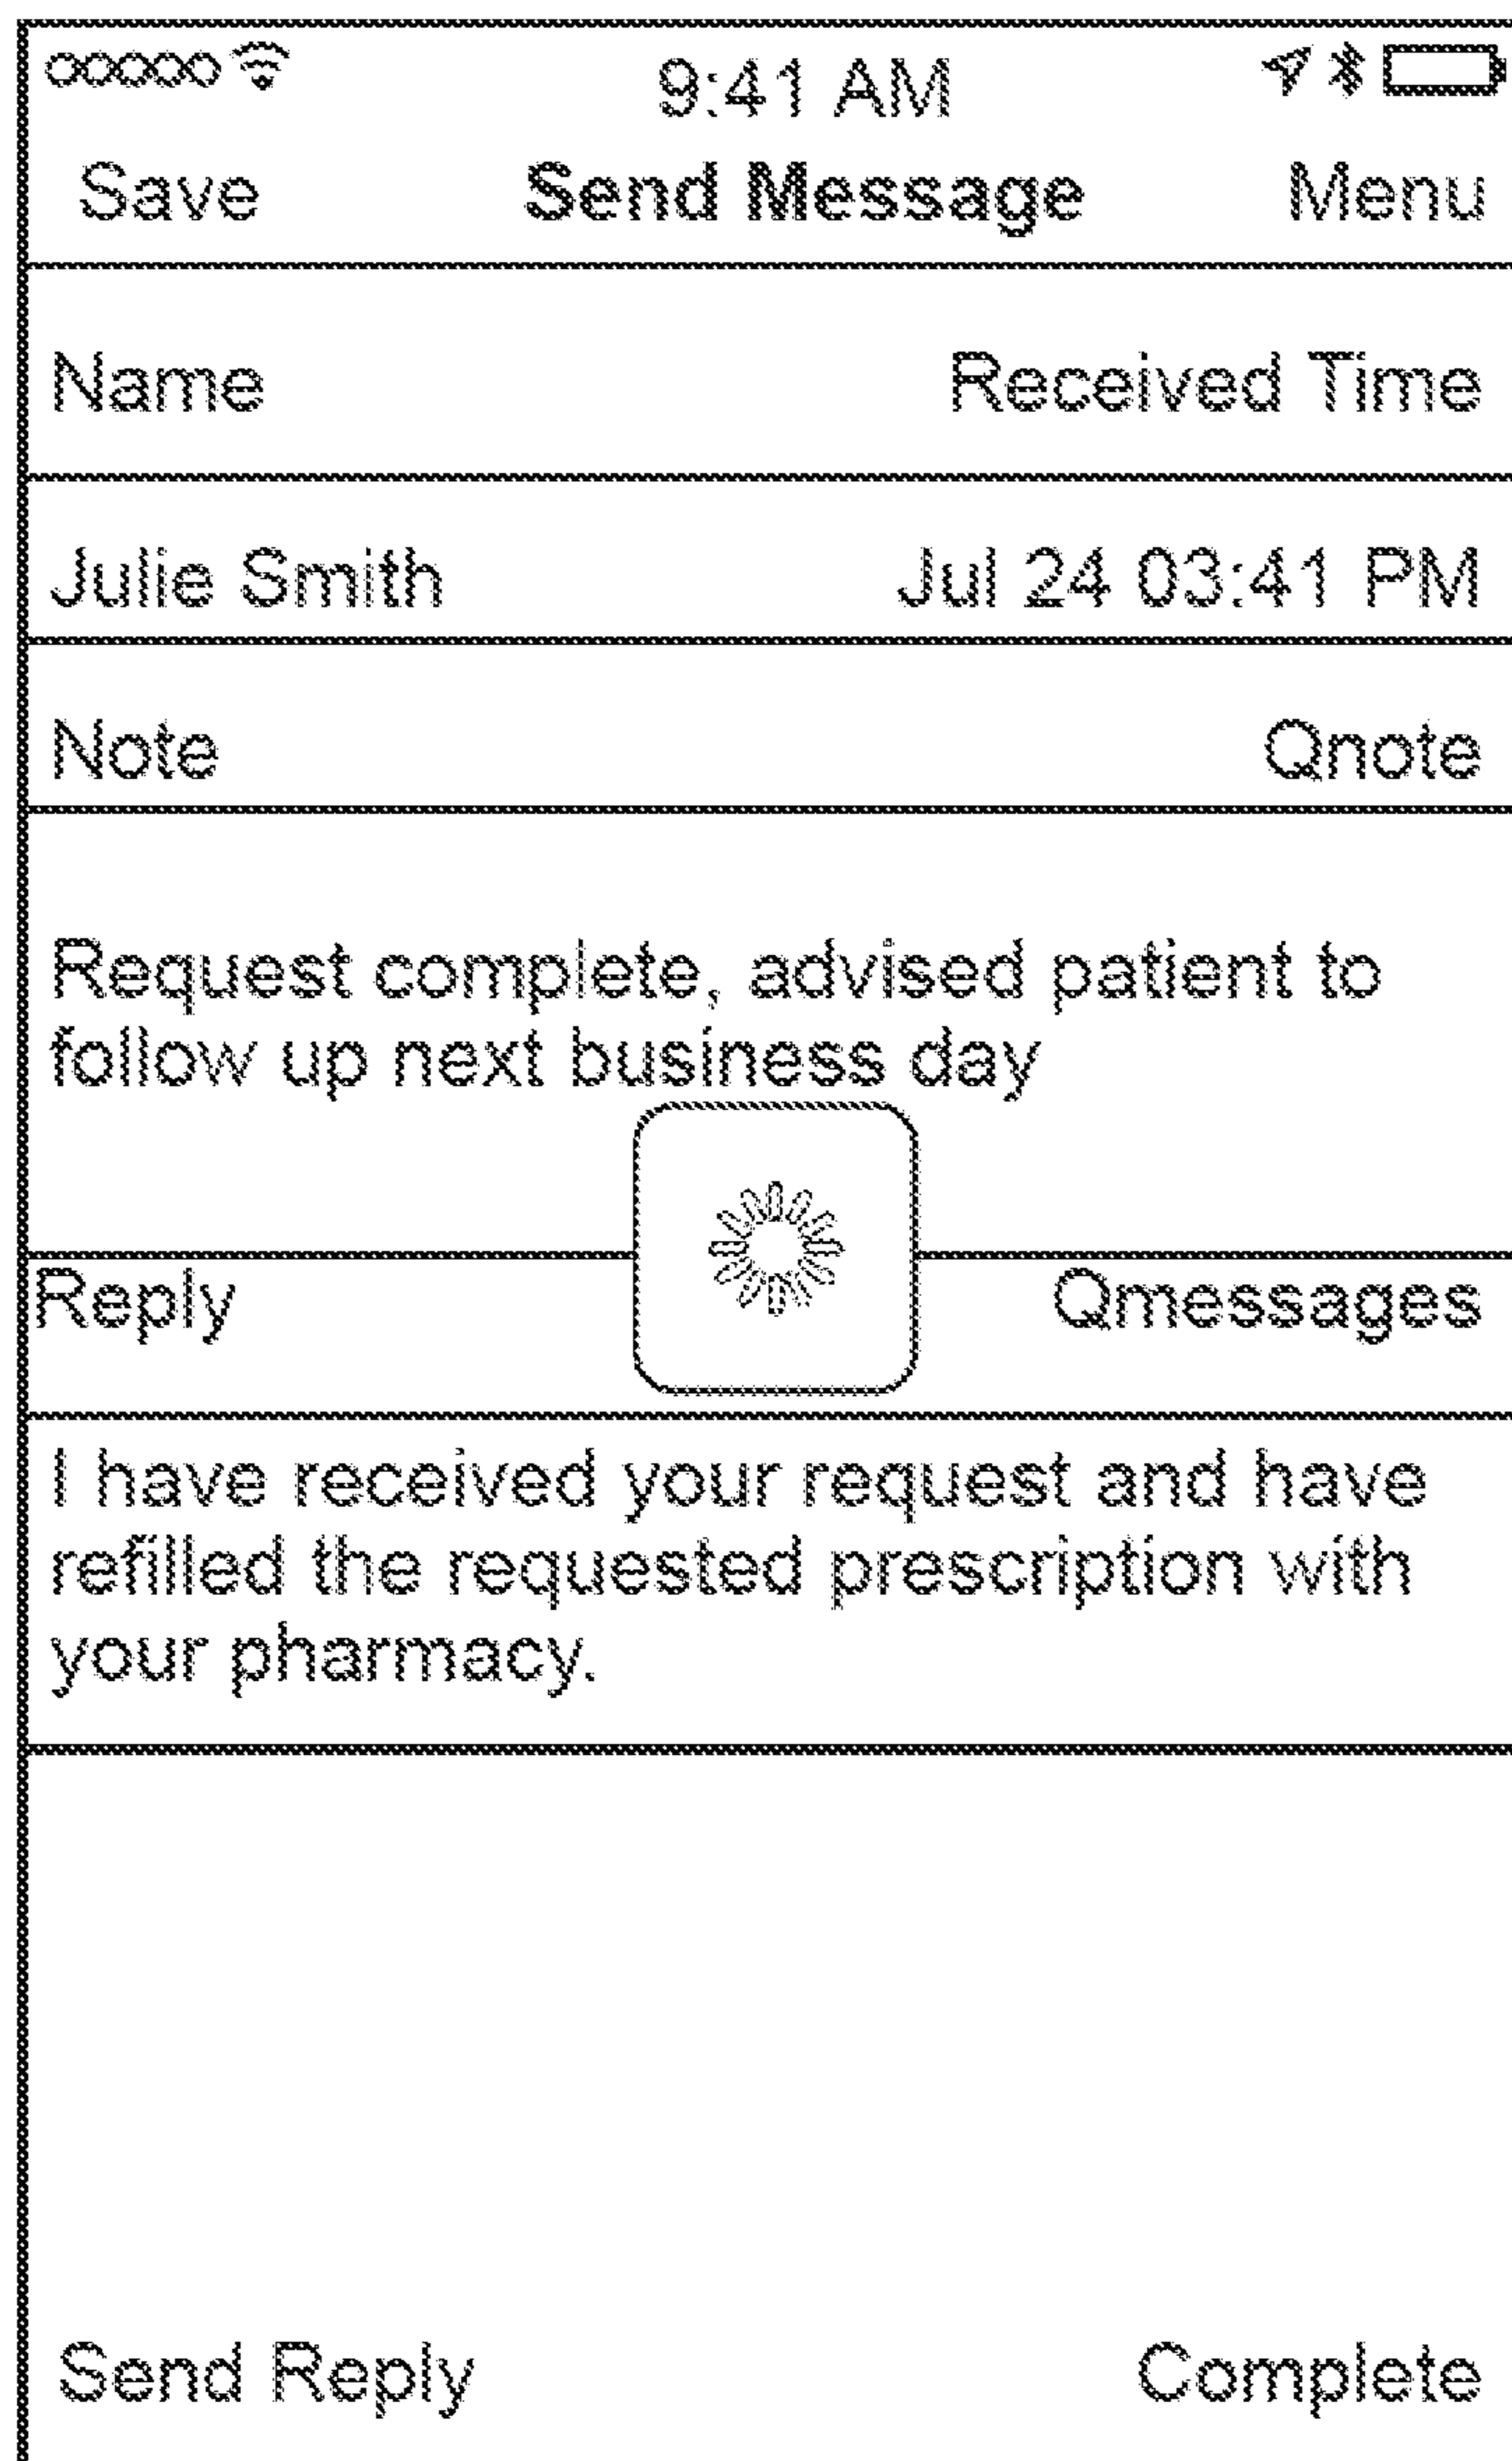 9:41 AM
Save Send Message Menu
Name Received Time
Julie Smith Jul 24 03:41 PM
Note Qnote
Request complete, advised patient to
follow up next business day
Reply Qmessages
I have received your request and have
refilled the requested prescription with
your pharmacy.
Send Reply Complete